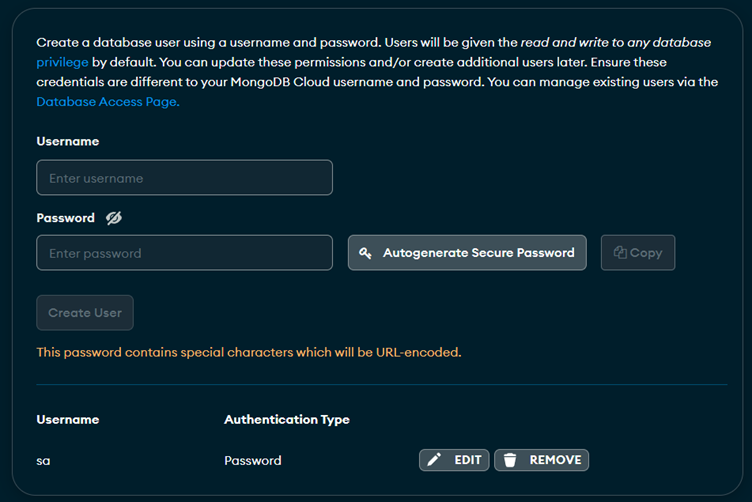 Create a database user using a username and password. Users will be given the read and write to any database
privilege by default. You can update these permissions and/or create additional users later. Ensure these
credentials are different to your MongoDB Cloud username and password. You can manage existing users via the
Database Access Page.
Username
Enter username
Password
Enter password Autogenerate Secure Password Copy
Create User
This password contains special characters which will be URL-encoded.
Username Authentication Type
sa Password EDIT REMOVE